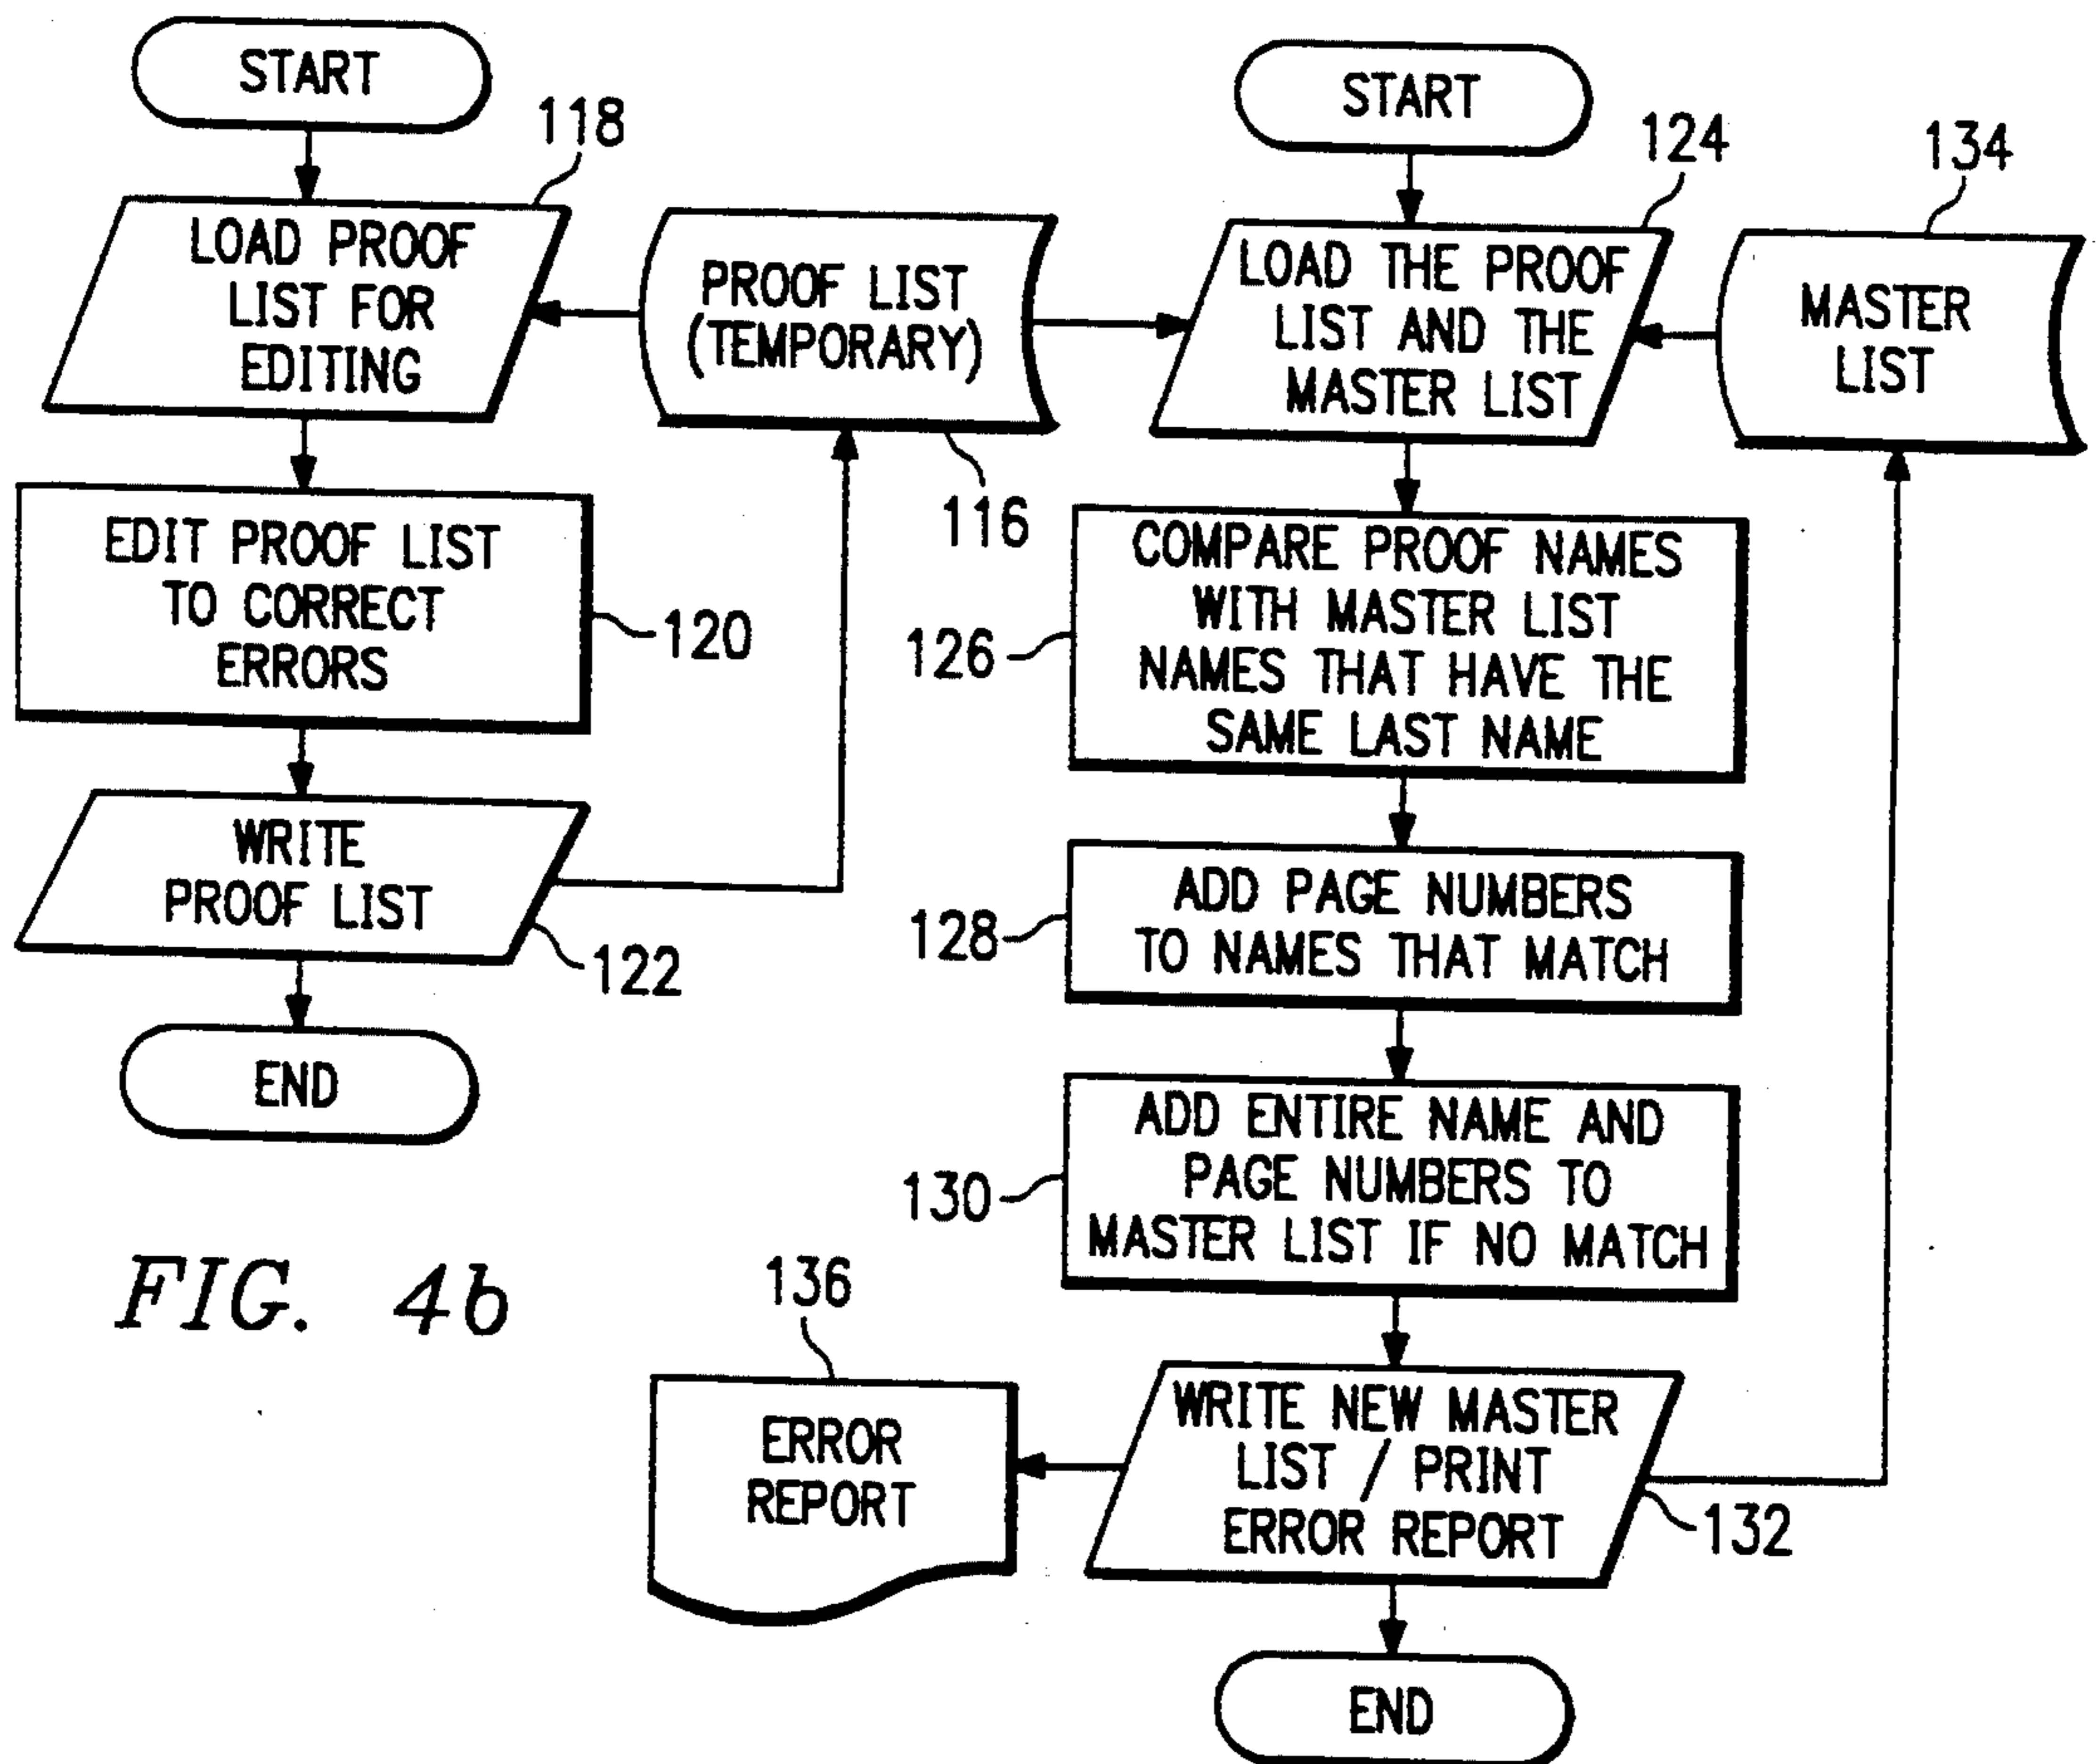 START
118
LOAD PROOF
LIST FOR
EDITING
EDIT PROOF LIST
TO CORRECT
ERRORS
120
WRITE
PROOF LIST
122
END
FIG. 4b
PROOF LIST
(TEMPORARY)
116
START
124
LOAD THE PROOF
LIST AND THE
MASTER LIST
134
MASTER
LIST
COMPARE PROOF NAMES
WITH MASTER LIST
NAMES THAT HAVE THE
SAME LAST NAME
126
ADD PAGE NUMBERS
TO NAMES THAT MATCH
128
ADD ENTIRE NAME AND
PAGE NUMBERS TO
MASTER LIST IF NO MATCH
130
WRITE NEW MASTER
LIST / PRINT
ERROR REPORT
132
136
ERROR
REPORT
END